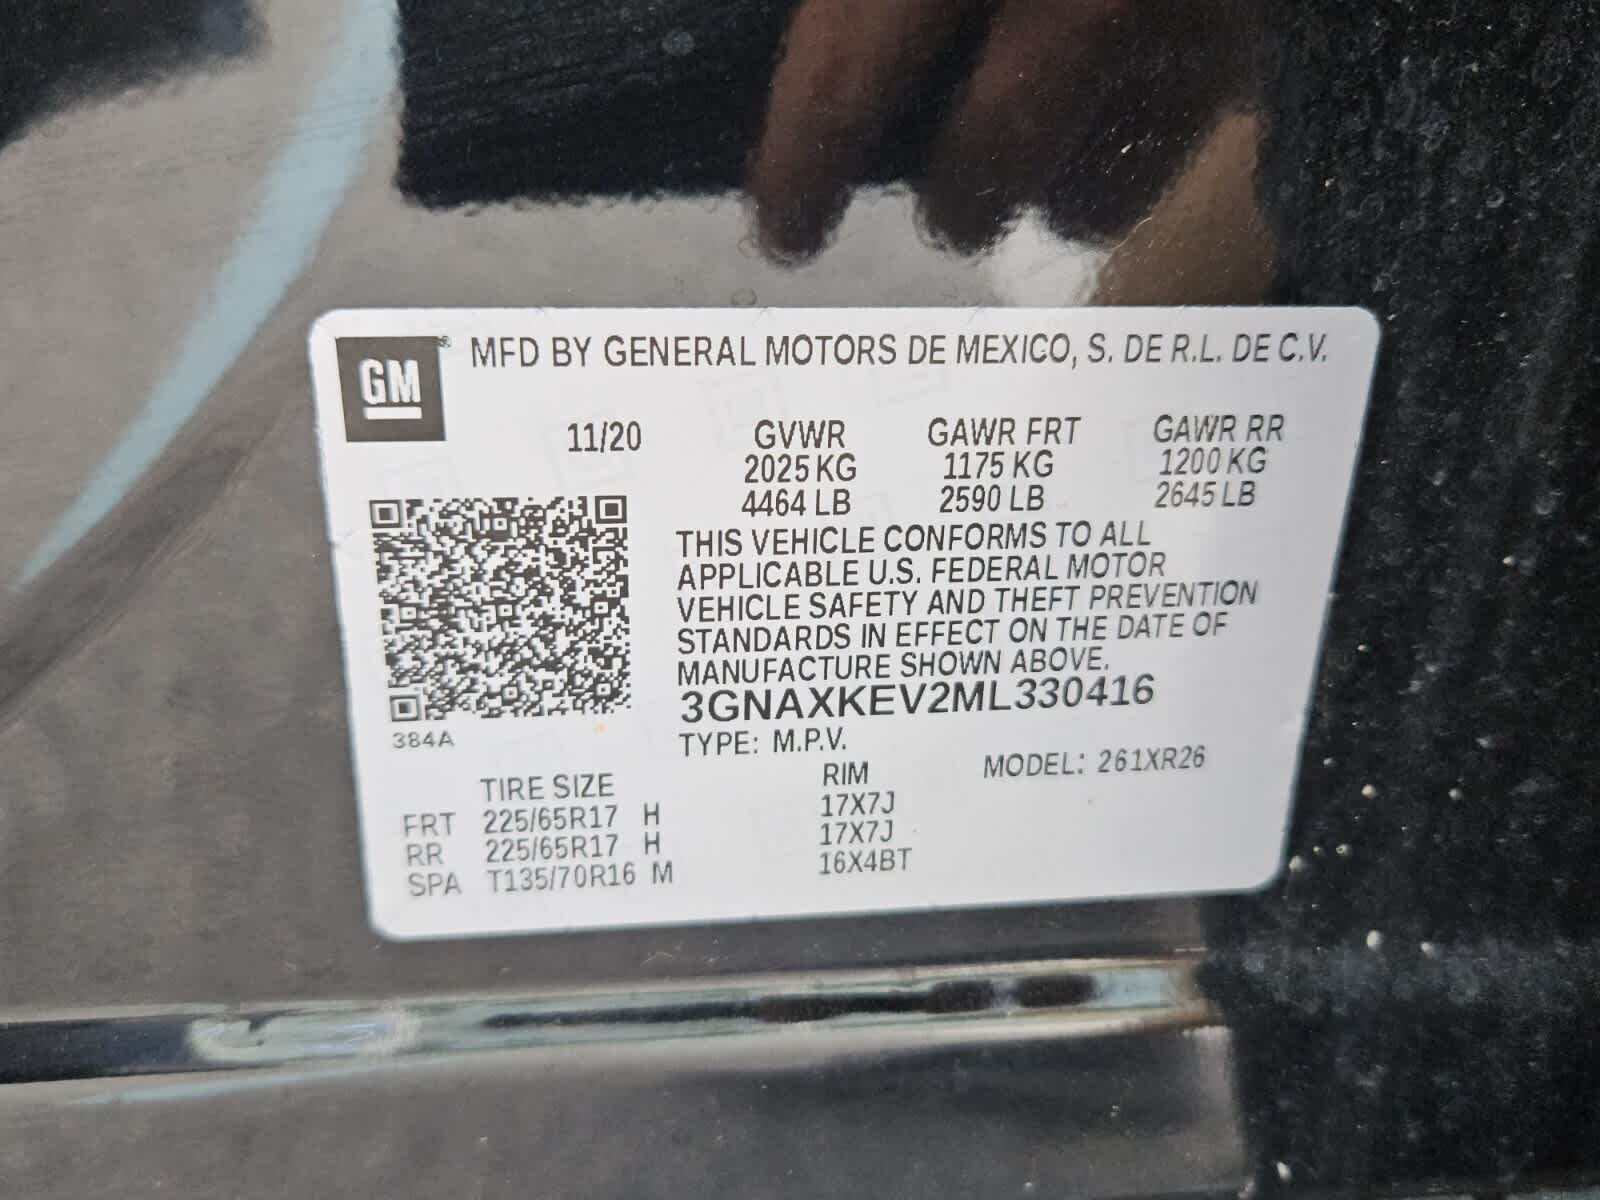 GM®
MFD BY GENERAL MOTORS DE MEXICO, S. DE R.L. DE C.V.
11/20 GVWR GAWR FRT GAWR RR
2025 KG 1175 KG 1200 KG
4464 LB 2590 LB 2645 LB
THIS VEHICLE CONFORMS TO ALL
APPLICABLE U.S. FEDERAL MOTOR
VEHICLE SAFETY AND THEFT PREVENTION
STANDARDS IN EFFECT ON THE DATE OF
MANUFACTURE SHOWN ABOVE.
3GNAXKEV2ML330416
384A
TYPE: M.P.V.
TIRE SIZE RIM MODEL: 261XR26
FRT 225/65R17 H 17X7J
RR 225/65R17 H 17X7J
SPA T135/70R16 M 16X4BT